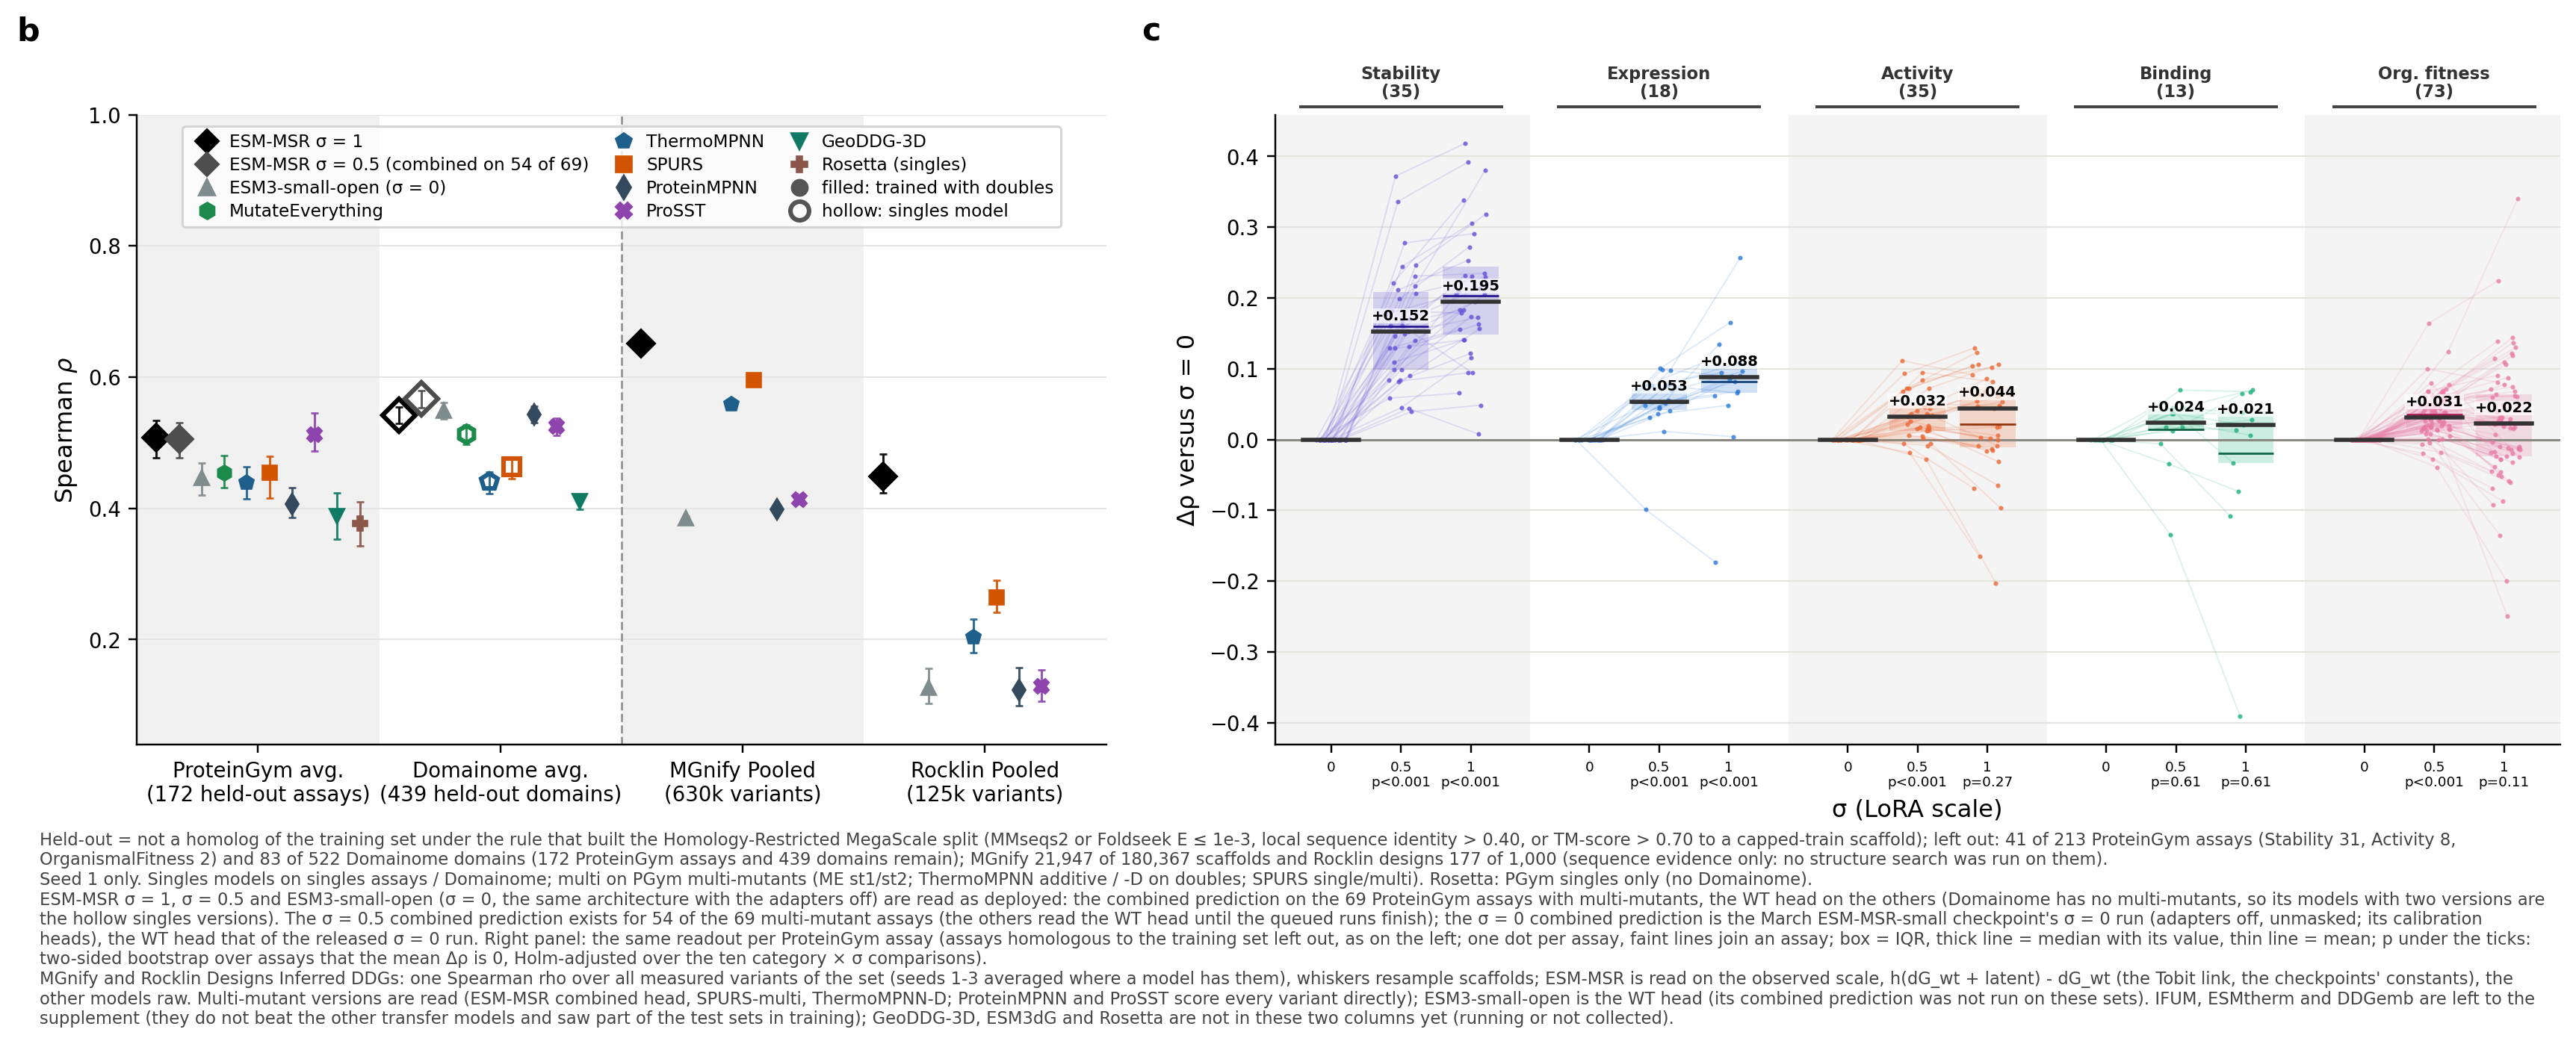 b
1.0
0.8
0.6
0.4
0.2
Spearman ρ
ESM-MSR σ = 1
ESM-MSR σ = 0.5 (combined on 54 of 69)
ESM3-small-open (σ = 0)
MutateEverything
ThermoMPNN
SPURS
ProteinMPNN
ProSST
GeoDDG-3D
Rosetta (singles)
filled: trained with doubles
hollow: singles model
ProteinGym avg.
(172 held-out assays)
Domainome avg.
(439 held-out domains)
MGnify Pooled
(630k variants)
Rocklin Pooled
(125k variants)
c
Stability
(35)
Expression
(18)
Activity
(35)
Binding
(13)
Org. fitness
(73)
0.4
0.3
0.2
0.1
0.0
−0.1
−0.2
−0.3
−0.4
Δρ versus σ = 0
+0.152
+0.195
+0.053
+0.088
+0.032
+0.044
+0.024
+0.021
+0.031
+0.022
0 0.5 1 0 0.5 1 0 0.5 1 0 0.5 1 0 0.5 1
p<0.001 p<0.001 p<0.001 p<0.001 p<0.001 p=0.27 p=0.61 p=0.61 p<0.001 p=0.11
σ (LoRA scale)
Held-out = not a homolog of the training set under the rule that built the Homology-Restricted MegaScale split (MMseqs2 or Foldseek E ≤ 1e-3, local sequence identity > 0.40, or TM-score > 0.70 to a capped-train scaffold); left out: 41 of 213 ProteinGym assays (Stability 31, Activity 8,
OrganismalFitness 2) and 83 of 522 Domainome domains (172 ProteinGym assays and 439 domains remain); MGnify 21,947 of 180,367 scaffolds and Rocklin designs 177 of 1,000 (sequence evidence only: no structure search was run on them).
Seed 1 only. Singles models on singles assays / Domainome; multi on PGym multi-mutants (ME st1/st2; ThermoMPNN additive / -D on doubles; SPURS single/multi). Rosetta: PGym singles only (no Domainome).
ESM-MSR σ = 1, σ = 0.5 and ESM3-small-open (σ = 0, the same architecture with the adapters off) are read as deployed: the combined prediction on the 69 ProteinGym assays with multi-mutants, the WT head on the others (Domainome has no multi-mutants, so its models with two versions are
the hollow singles versions). The σ = 0.5 combined prediction exists for 54 of the 69 multi-mutant assays (the others read the WT head until the queued runs finish); the σ = 0 combined prediction is the March ESM-MSR-small checkpoint's σ = 0 run (adapters off, unmasked; its calibration
heads), the WT head that of the released σ = 0 run. Right panel: the same readout per ProteinGym assay (assays homologous to the training set left out, as on the left; one dot per assay, faint lines join an assay; box = IQR, thick line = median with its value, thin line = mean; p under the ticks:
two-sided bootstrap over assays that the mean Δρ is 0, Holm-adjusted over the ten category × σ comparisons).
MGnify and Rocklin Designs Inferred DDGs: one Spearman rho over all measured variants of the set (seeds 1-3 averaged where a model has them), whiskers resample scaffolds; ESM-MSR is read on the observed scale, h(dG_wt + latent) - dG_wt (the Tobit link, the checkpoints' constants), the
other models raw. Multi-mutant versions are read (ESM-MSR combined head, SPURS-multi, ThermoMPNN-D; ProteinMPNN and ProSST score every variant directly); ESM3-small-open is the WT head (its combined prediction was not run on these sets). IFUM, ESMtherm and DDGemb are left to the
supplement (they do not beat the other transfer models and saw part of the test sets in training); GeoDDG-3D, ESM3dG and Rosetta are not in these two columns yet (running or not collected).